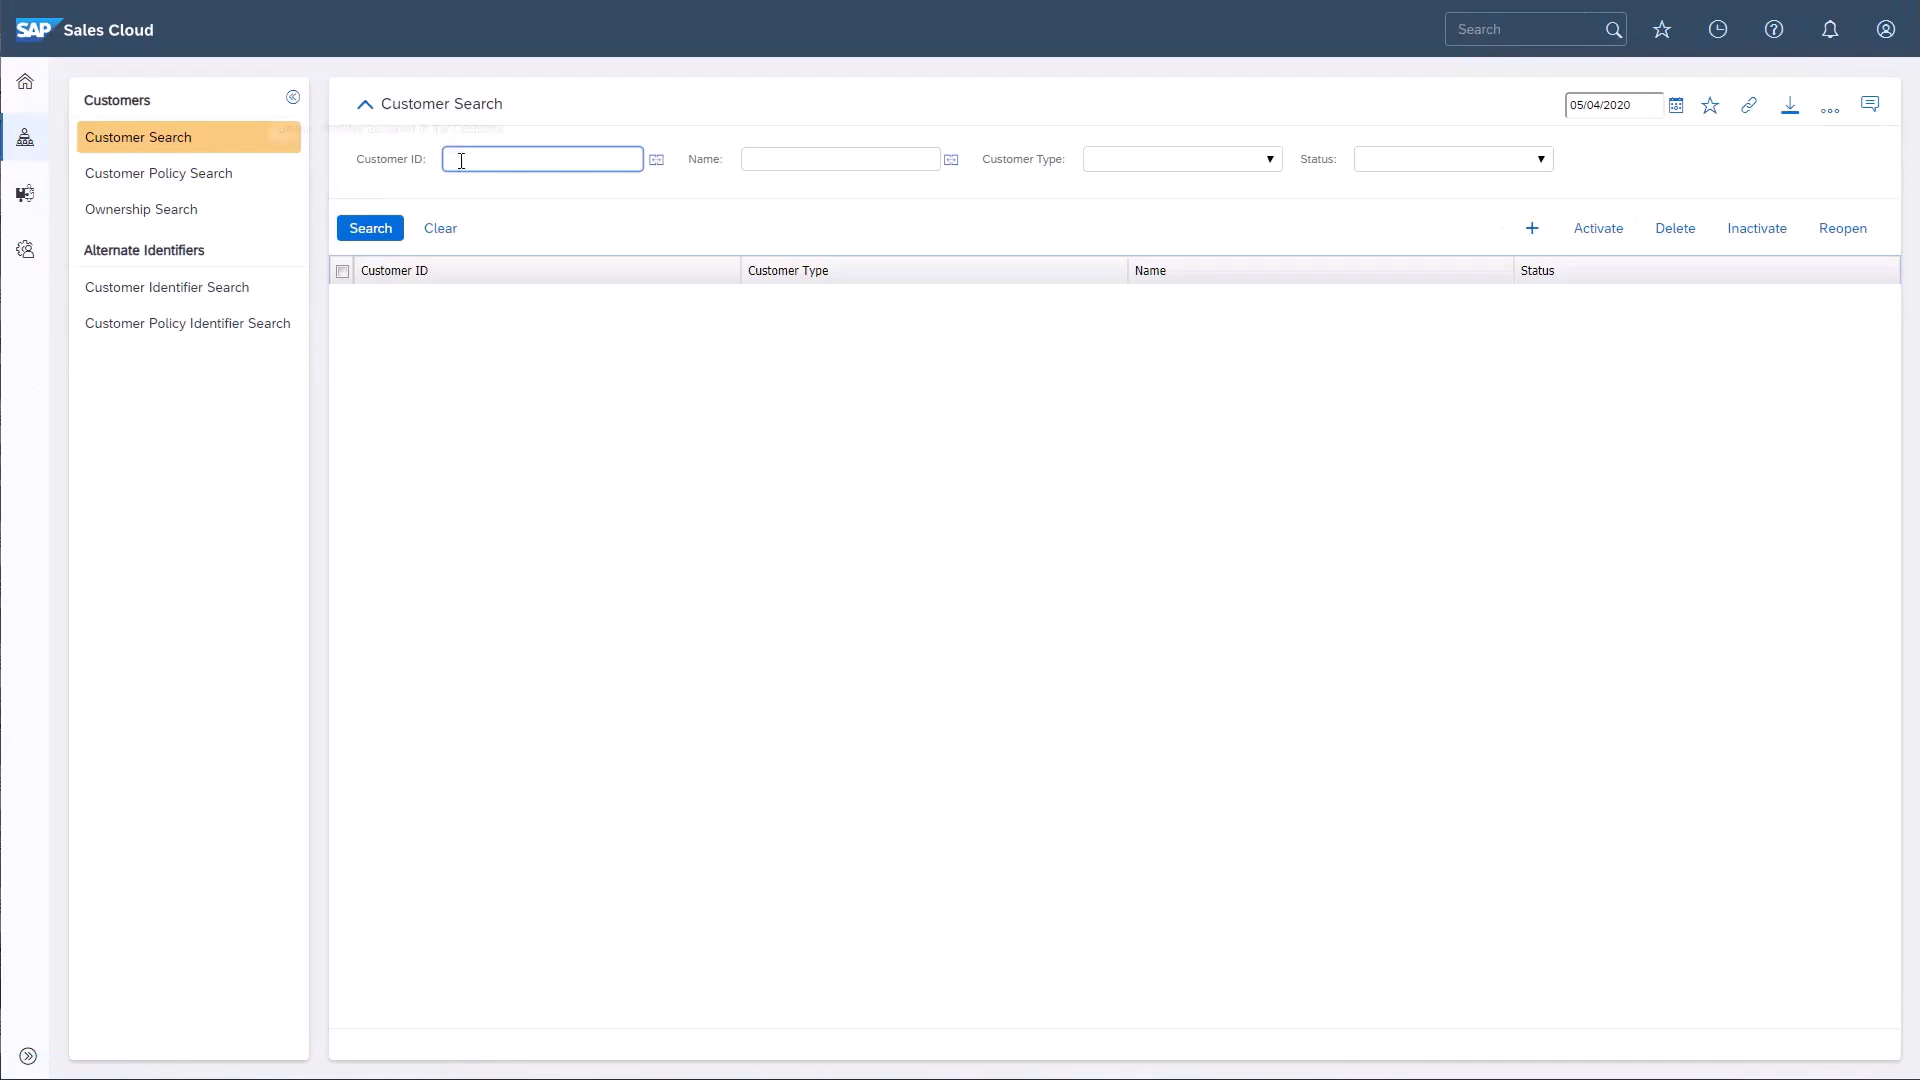 SAP Sales Cloud
Search
Customers
Customer Search
Customer Policy Search
Ownership Search
Alternate Identifiers
Customer Identifier Search
Customer Policy Identifier Search
Customer Search
05/04/2020
Customer ID:
Name:
Customer Type:
Status:
Search
Clear
+
Activate
Delete
Inactivate
Reopen
Customer ID
Customer Type
Name
Status